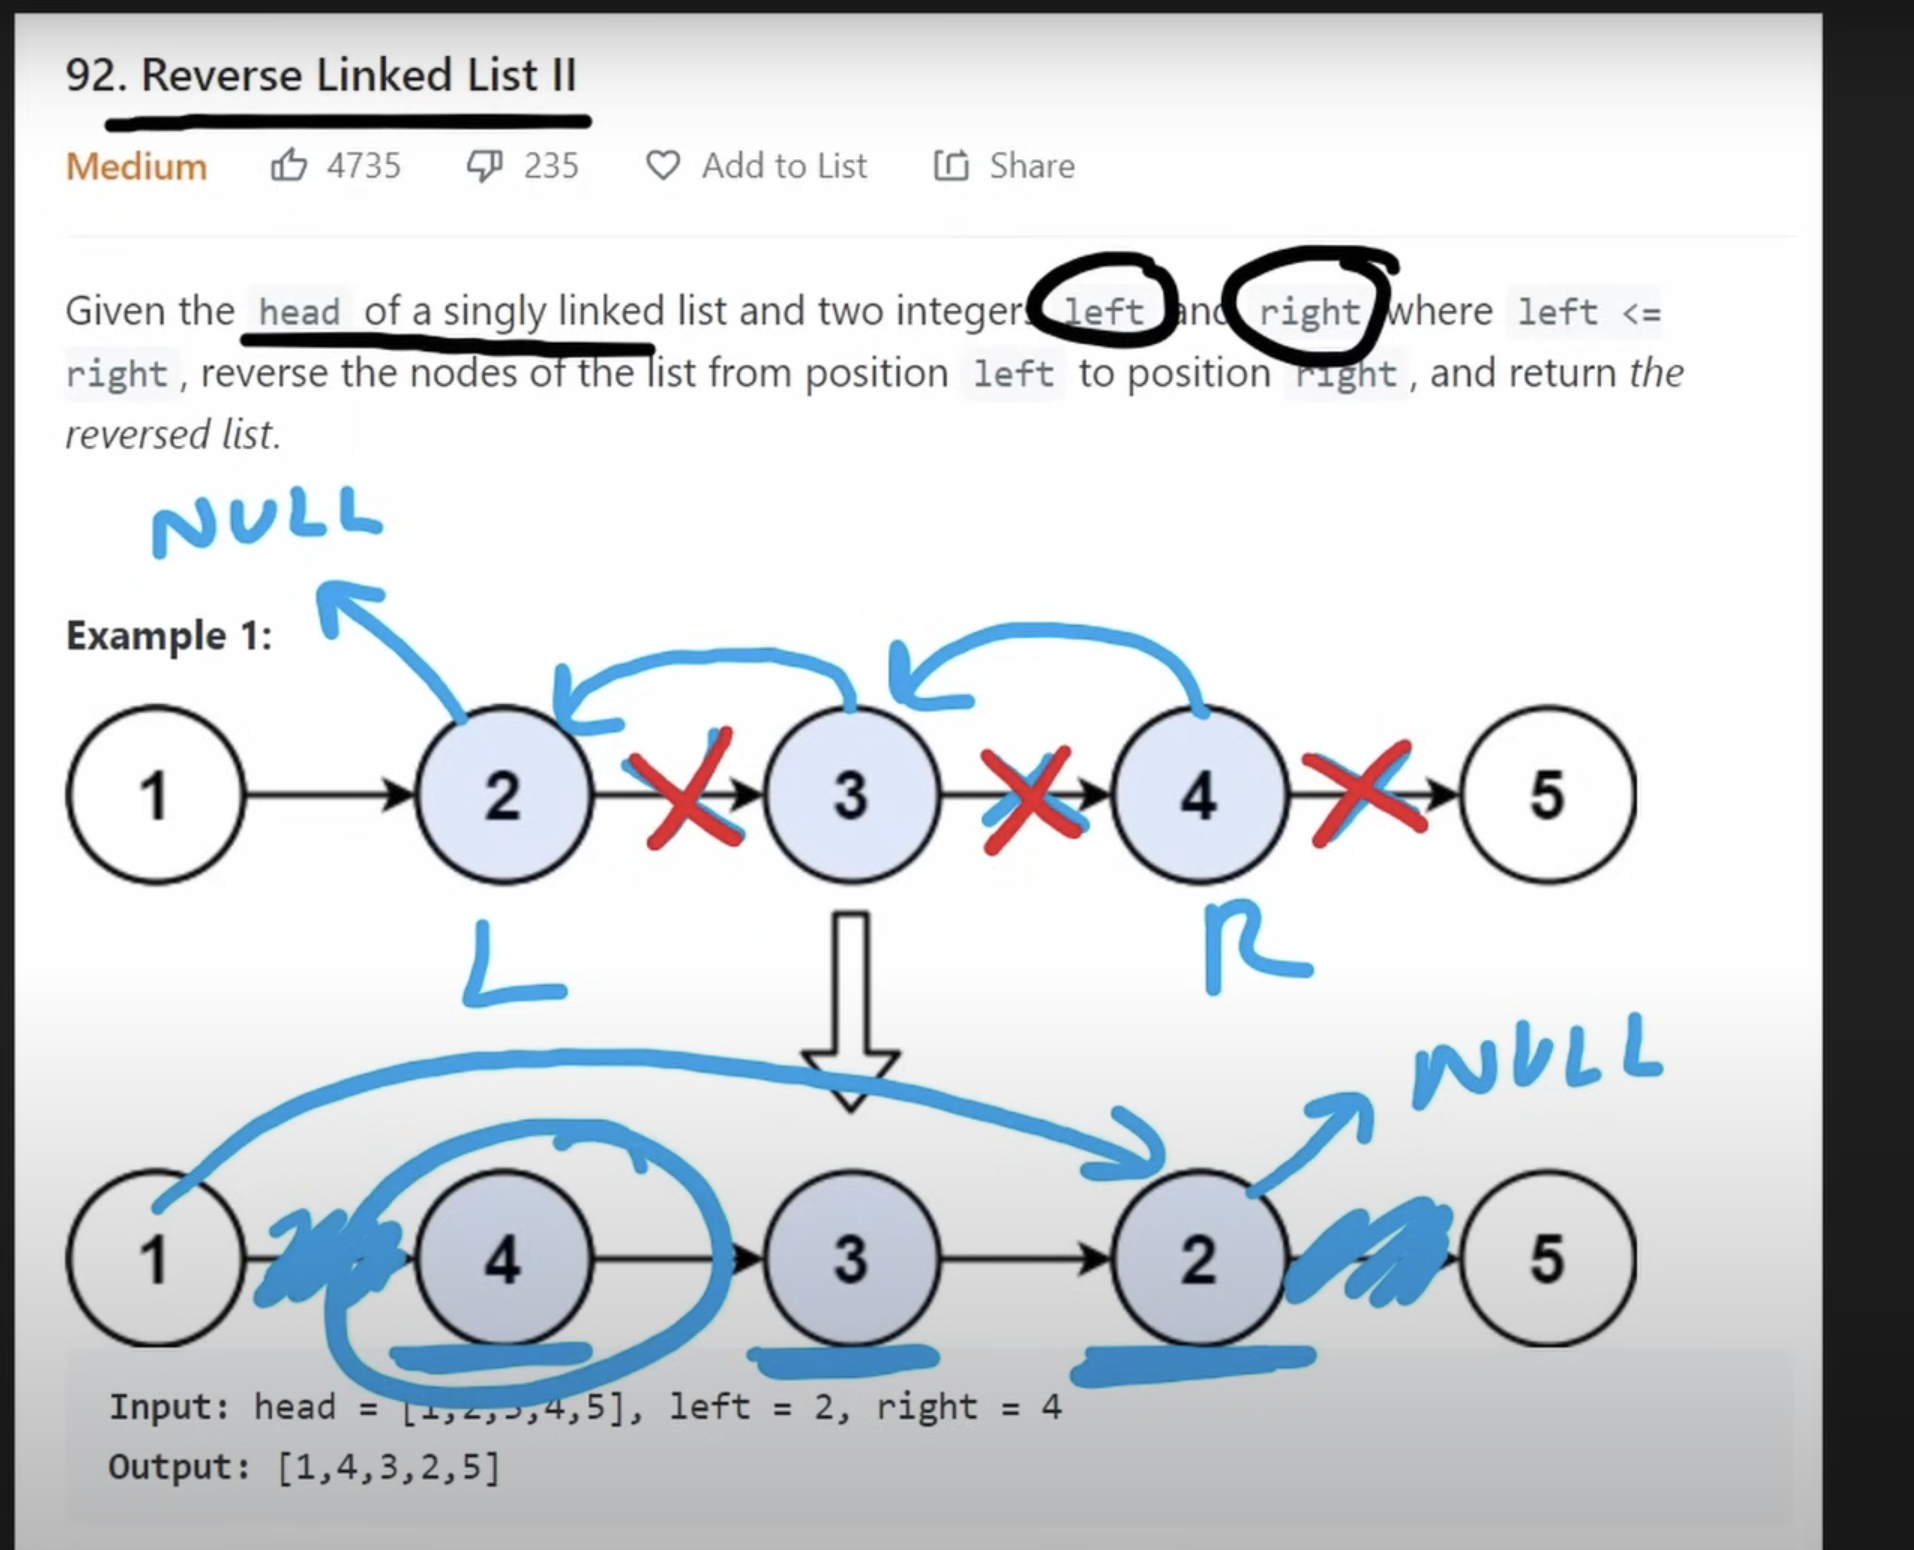 92. Reverse Linked List II
Medium 4735 235 Add to List Share
Given the head of a singly linked list and two integers left and right where left <=
right, reverse the nodes of the list from position left to position right, and return the
reversed list.
NULL
Example 1:
1 2 3 4 5
L R
NULL
1 4 3 2 5
Input: head = [1,2,3,4,5], left = 2, right = 4
Output: [1,4,3,2,5]